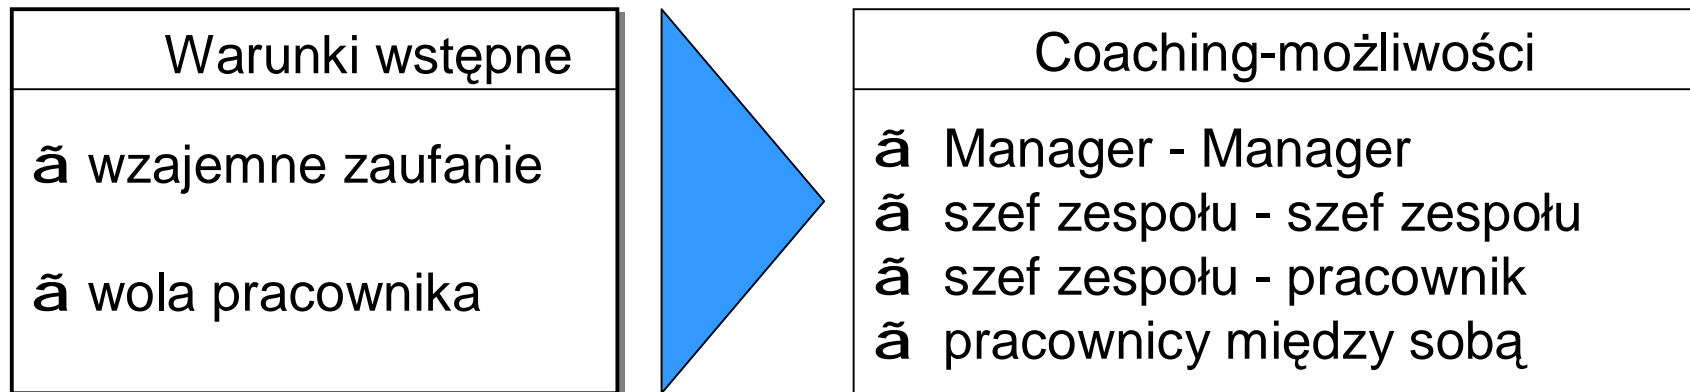 Warunki wstępne
ã wzajemne zaufanie
ã wola pracownika
Coaching-możliwości
ã Manager - Manager
ã szef zespołu - szef zespołu
ã szef zespołu - pracownik
ã pracownicy między sobą